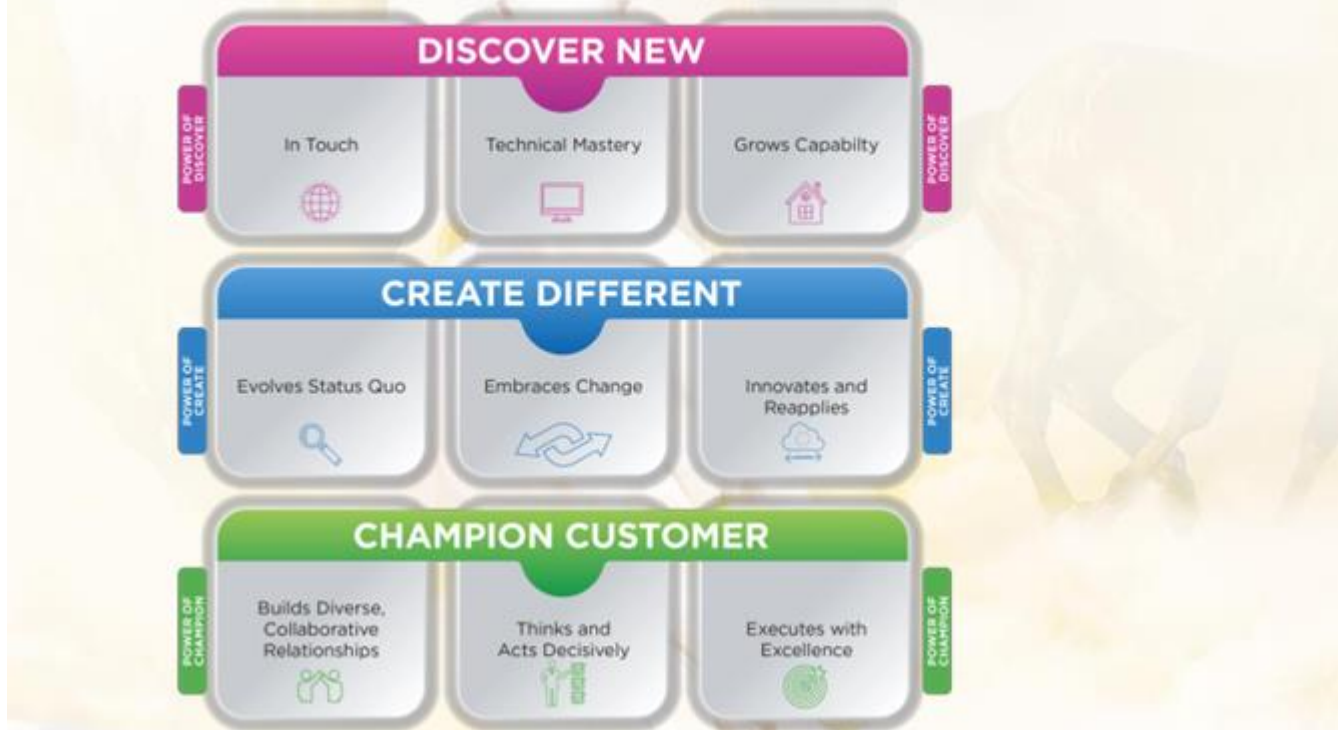 DISCOVER NEW
POWER OF
DISCOVER
In Touch
Technical Mastery
Grows Capabilty
POWER OF
DISCOVER
CREATE DIFFERENT
POWER OF
CREATE
Evolves Status Quo
Embraces Change
Innovates and
Reapplies
POWER OF
CREATE
CHAMPION CUSTOMER
POWER OF
CHAMPION
Builds Diverse,
Collaborative
Relationships
Thinks and
Acts Decisively
Executes with
Excellence
POWER OF
CHAMPION